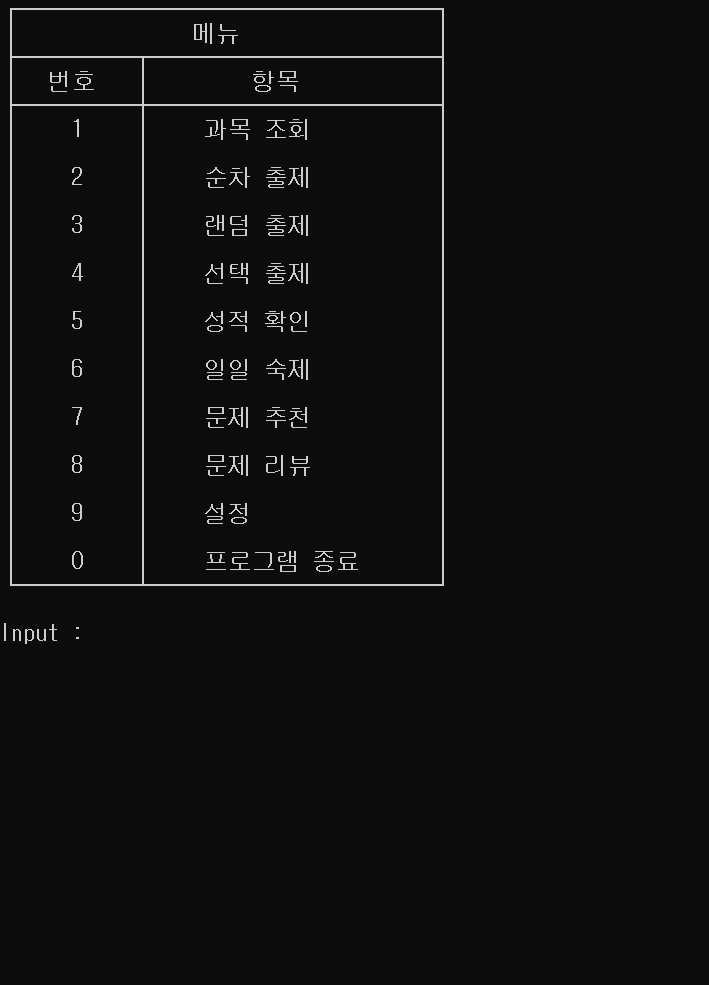 메뉴
번호 항목
1 과목 조회
2 순차 출제
3 랜덤 출제
4 선택 출제
5 성적 확인
6 일일 숙제
7 문제 추천
8 문제 리뷰
9 설정
0 프로그램 종료
Input :